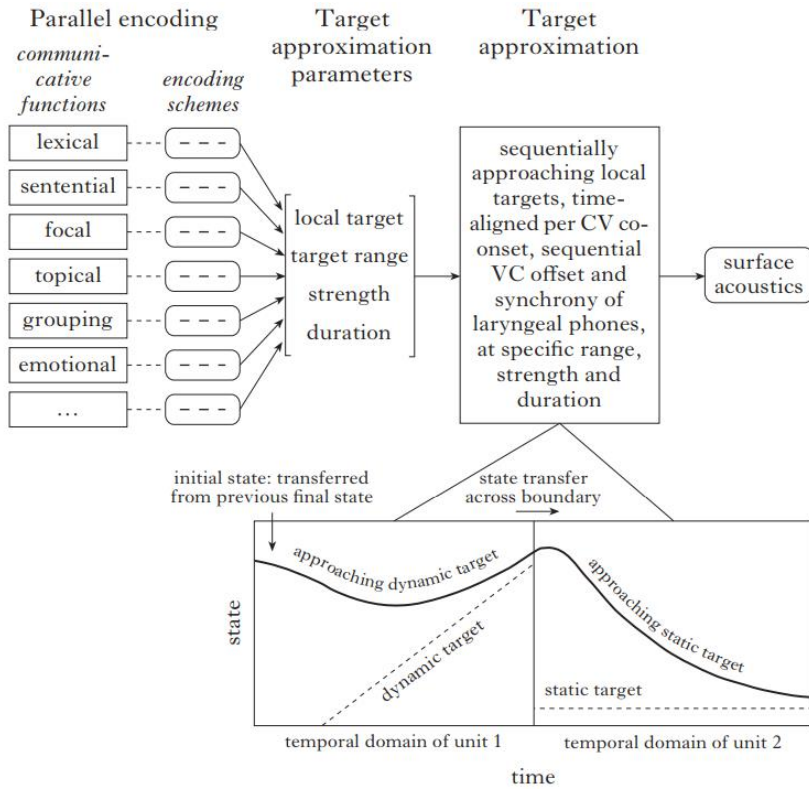 Parallel encoding
communi-
cative
functions
encoding
schemes
lexical
sentential
focal
topical
grouping
emotional
...
Target
approximation
parameters
local target
target range
strength
duration
Target
approximation
sequentially
approaching local
targets, time-
aligned per CV co-
onset, sequential
VC offset and
synchrony of
laryngeal phones,
at specific range,
strength and
duration
surface
acoustics
initial state: transferred
from previous final state
state transfer
across boundary
state
approaching dynamic target
dynamic target
approaching static target
static target
temporal domain of unit 1
temporal domain of unit 2
time